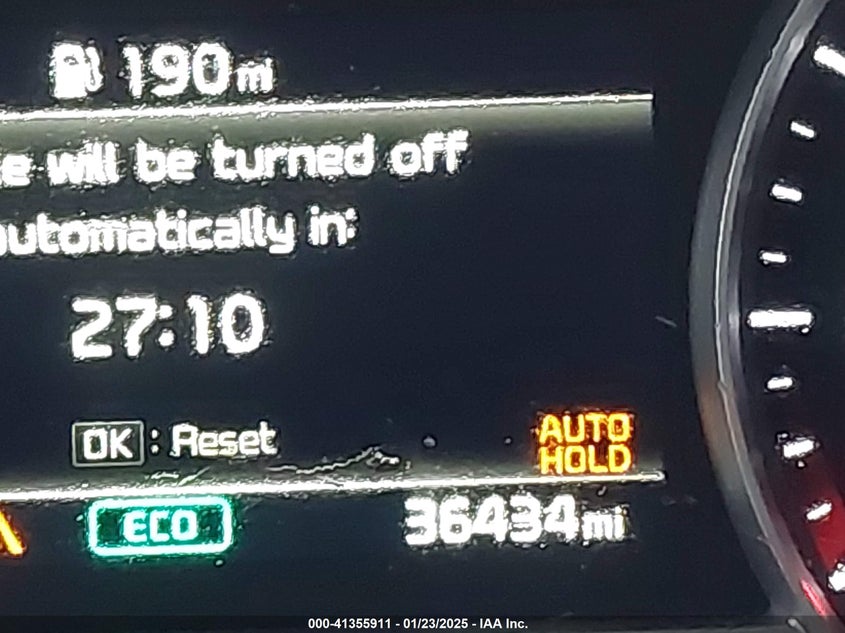 190mi
will be turned off
automatically in:
27:10
OK : Reset
AUTO
HOLD
ECO
36434mi
000-41355911 - 01/23/2025 - IAA Inc.